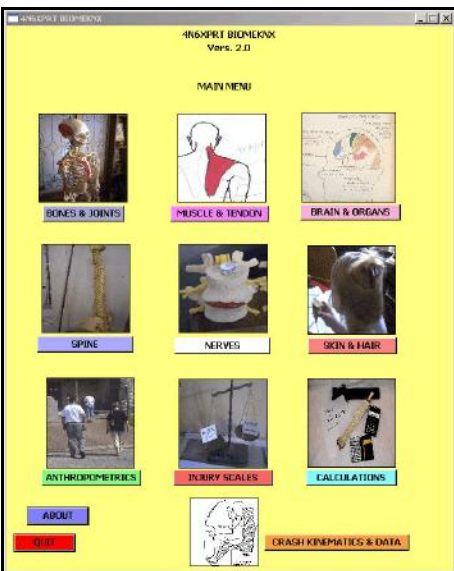 4N6XPRT BIOMEKNX
4N6XPRT BIOMEKNX
Vers. 2.0
MAIN MENU
BONES & JOINTS
MUSCLE & TENDON
BRAIN & ORGANS
SPINE
NERVES
SKIN & HAIR
ANTHROPOMETRICS
INJURY SCALES
CALCULATIONS
ABOUT
QUIT
CRASH KINEMATICS & DATA